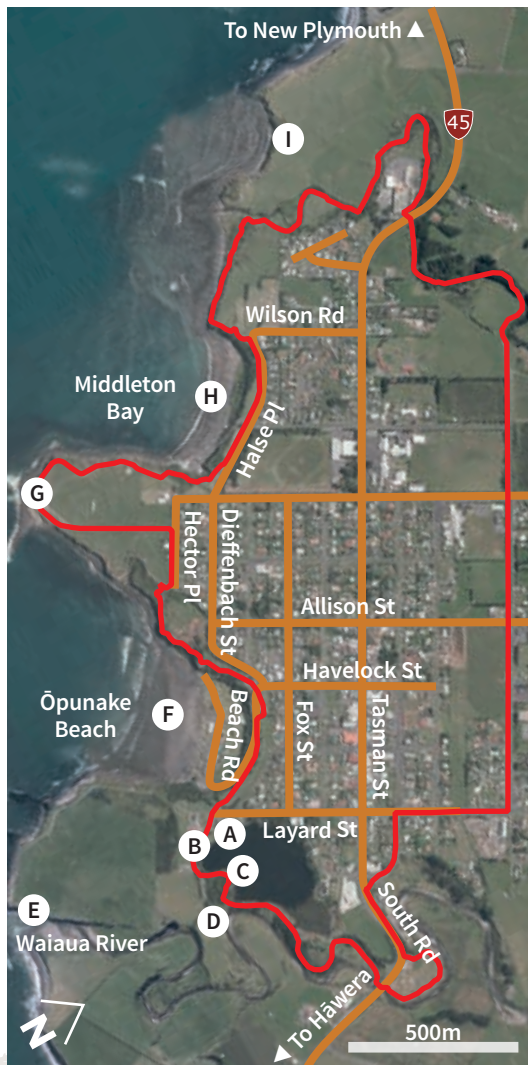 To New Plymouth ▲
45
I
Wilson Rd
Middleton
Bay
H
Halse Pl
G
Hector Pl
Dieffenbach St
Allison St
Havelock St
Ōpunake
Beach
F
Beach Rd
Fox St
Tasman St
Layard St
A
B
C
D
E
Waiaua River
South Rd
N
◀ To Hāwera
500m